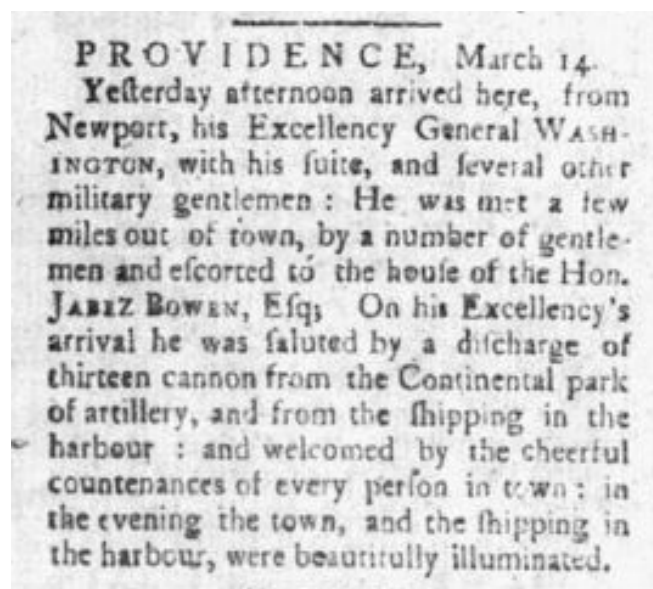 PROVIDENCE, March 14.
Yeſterday afternoon arrived here, from
Newport, his Excellency General WASH-
INGTON, with his ſuite, and ſeveral other
military gentlemen : He was met a few
miles out of town, by a number of gentle-
men and eſcorted to the houſe of the Hon.
JABEZ BOWEN, Eſq; On his Excellency's
arrival he was ſaluted by a diſcharge of
thirteen cannon from the Continental park
of artillery, and from the ſhipping in the
harbour : and welcomed by the cheerful
countenances of every perſon in town : in
the evening the town, and the ſhipping in
the harbour, were beautifully illuminated.